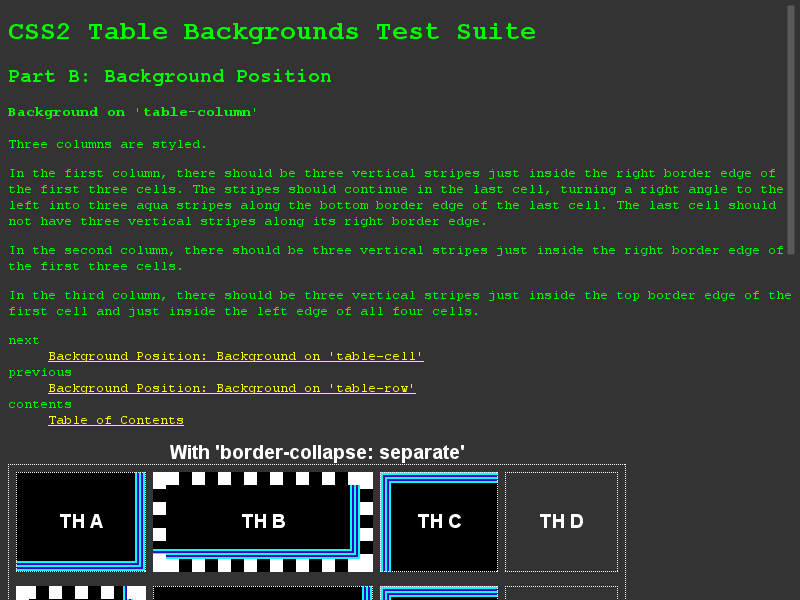 CSS2 Table Backgrounds Test Suite
Part B: Background Position
Background on 'table-column'
Three columns are styled.
In the first column, there should be three vertical stripes just inside the right border edge of
the first three cells. The stripes should continue in the last cell, turning a right angle to the
left into three aqua stripes along the bottom border edge of the last cell. The last cell should
not have three vertical stripes along its right border edge.
In the second column, there should be three vertical stripes just inside the right border edge of
the first three cells.
In the third column, there should be three vertical stripes just inside the top border edge of the
first cell and just inside the left edge of all four cells.
next
Background Position: Background on 'table-cell'
previous
Background Position: Background on 'table-row'
contents
Table of Contents
With 'border-collapse: separate'
TH A TH B TH C TH D